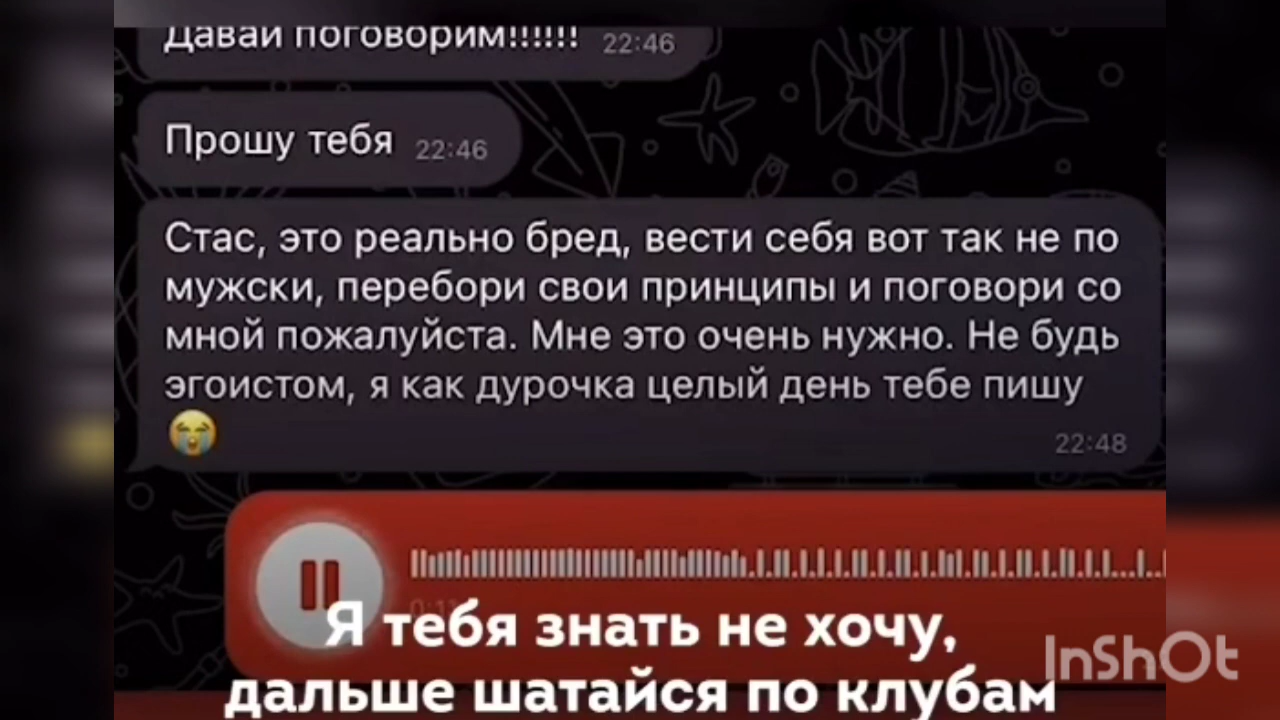 Давай поговорим!!!!!! 22:46
Прошу тебя 22:46
Стас, это реально бред, вести себя вот так не по
мужски, перебори свои принципы и поговори со
мной пожалуйста. Мне это очень нужно. Не будь
эгоистом, я как дурочка целый день тебе пишу
😭 22:48
Я тебя знать не хочу,
дальше шатайся по клубам
InShOt